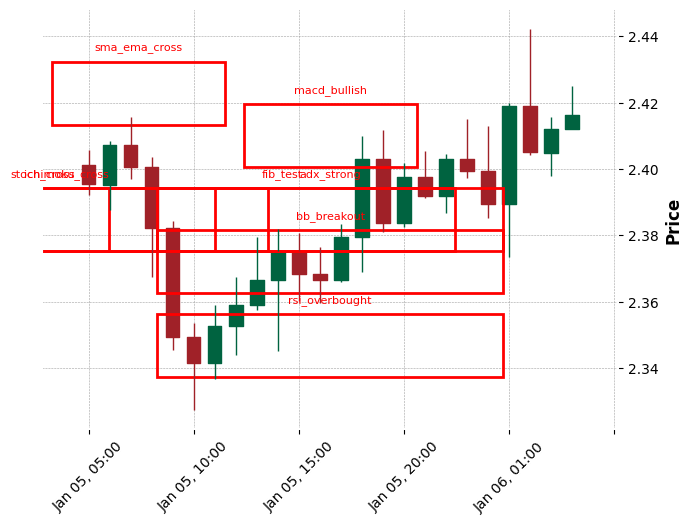 sma_ema_cross
macd_bullish
fib_test
adx_strong
bb_breakout
rsi_overbought
2.44
2.42
2.40
2.38
2.36
2.34
Price
Jan 05, 05:00
Jan 05, 10:00
Jan 05, 15:00
Jan 05, 20:00
Jan 06, 01:00